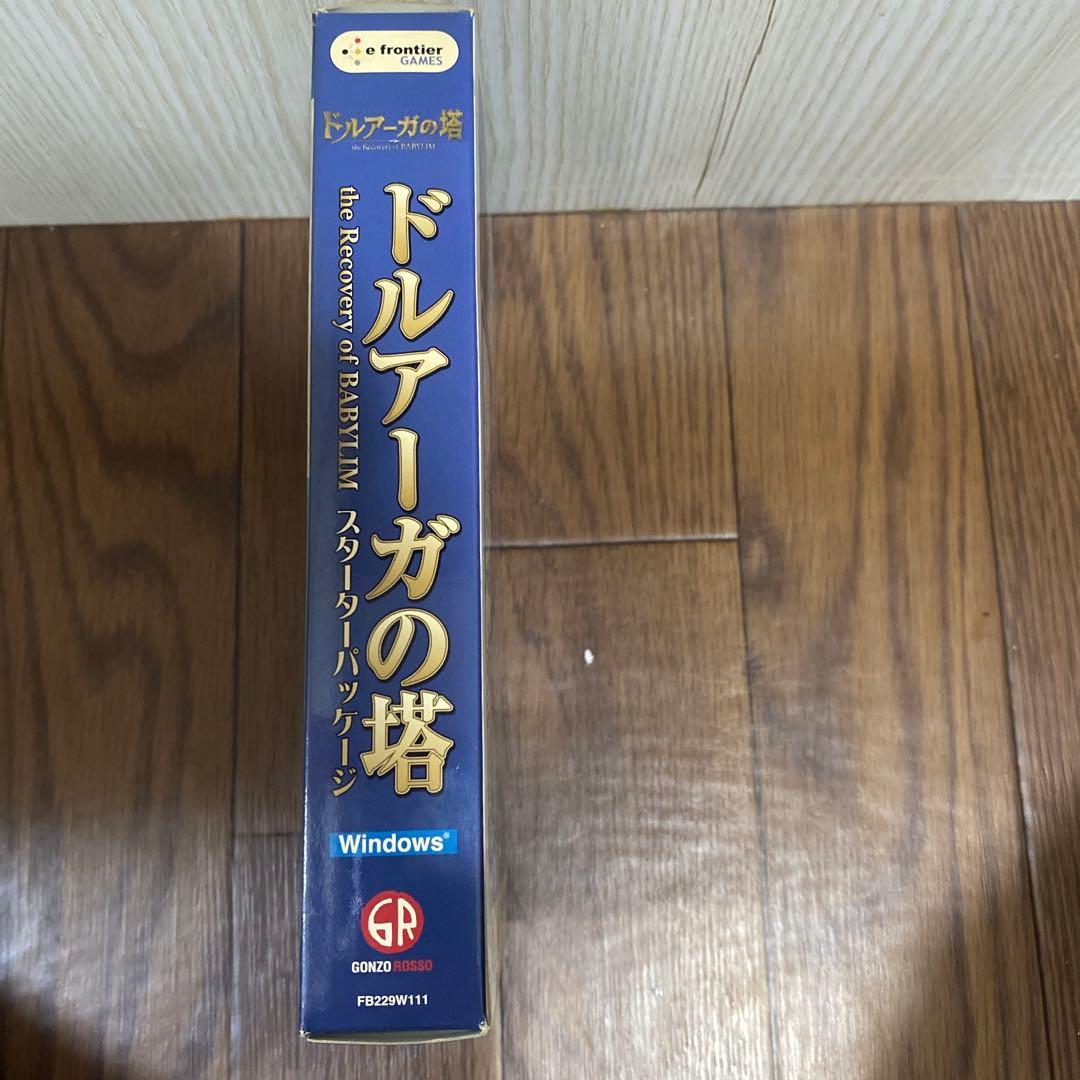 e frontier
GAMES
ドルアーガの塔
the Recovery of BABYLIM
ドルアーガの塔
the Recovery of BABYLIM スターターパッケージ
Windows®
GR
GONZO ROSSO
FB229W111